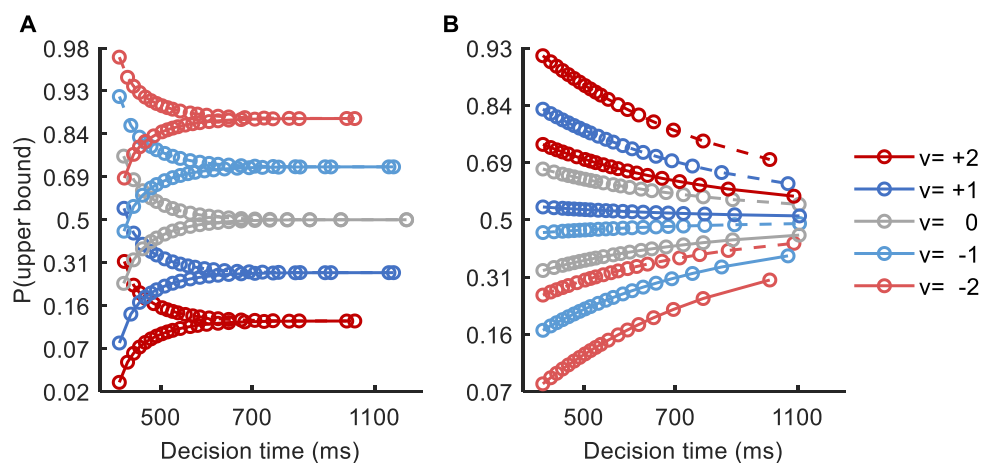 A
B
P(upper bound)
0.98
0.93
0.84
0.69
0.5
0.31
0.16
0.07
0.02
500
700
1100
Decision time (ms)
0.93
0.84
0.69
0.5
0.31
0.16
0.07
500
700
1100
Decision time (ms)
v= +2
v= +1
v= 0
v= -1
v= -2